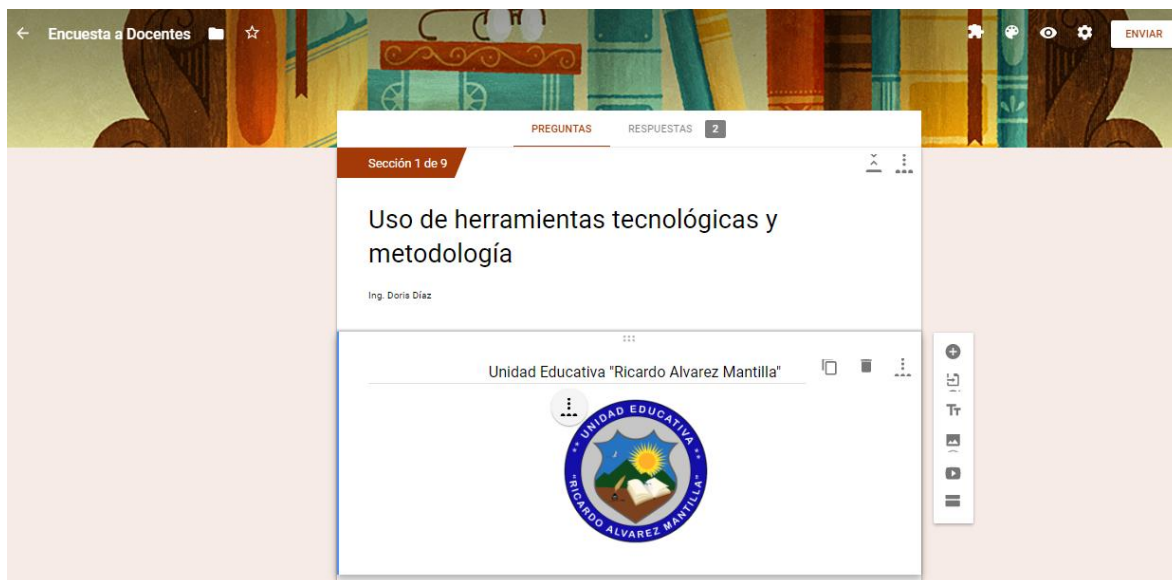 Encuesta a Docentes
ENVIAR
PREGUNTAS RESPUESTAS 2
Sección 1 de 9
Uso de herramientas tecnológicas y
metodología
Ing. Doris Díaz
Unidad Educativa "Ricardo Alvarez Mantilla"
** UNIDAD EDUCATIVA **
"RICARDO ALVAREZ MANTILLA"
Tт